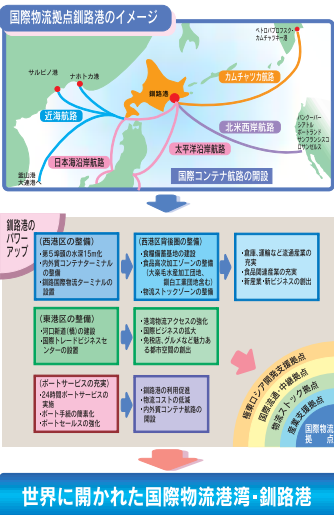 国際物流拠点釧路港のイメージ
ペトロパブロフスク・
カムチャッキー港
サルビノ港
ナホトカ港
釧路港
カムチャツカ航路
近海航路
北米西岸航路
バンクーバー
シアトル
ポートランド
サンフランシスコ
ロサンゼルス
日本海沿岸航路
太平洋沿岸航路
釜山港
大連港へ
国際コンテナ航路の開設
釧路港の
パワー
アップ
(西港区の整備)
・第5埠頭の水深15m化
・内外貿コンテナターミナル
の整備
・釧路国際物流ターミナルの
設置
(西港区背後圏の整備)
・食糧備蓄基地の建設
・食品高次加工ゾーンの整備
(大楽毛水産加工団地、
釧白工業団地含む)
・物流ストックゾーンの整備
・倉庫、運輸など流通産業の
充実
・食品関連産業の充実
・新産業・新ビジネスの創出
(東港区の整備)
・河口新道(橋)の建設
・国際トレードビジネスセ
ンターの設置
・港湾物流アクセスの強化
・国際ビジネスの拡大
・免税店、グルメなど魅力あ
る都市空間の創出
(ポートサービスの充実)
・24時間ポートサービスの
実施
・ポート手続の簡素化
・ポートセールスの強化
・釧路港の利用促進
・物流コストの低減
・内外貿コンテナ航路の
開設
極東ロシア開発支援拠点
国際流通・中継拠点
物流ストック拠点
産業支援拠点
国際物流
拠点
世界に開かれた国際物流港湾・釧路港